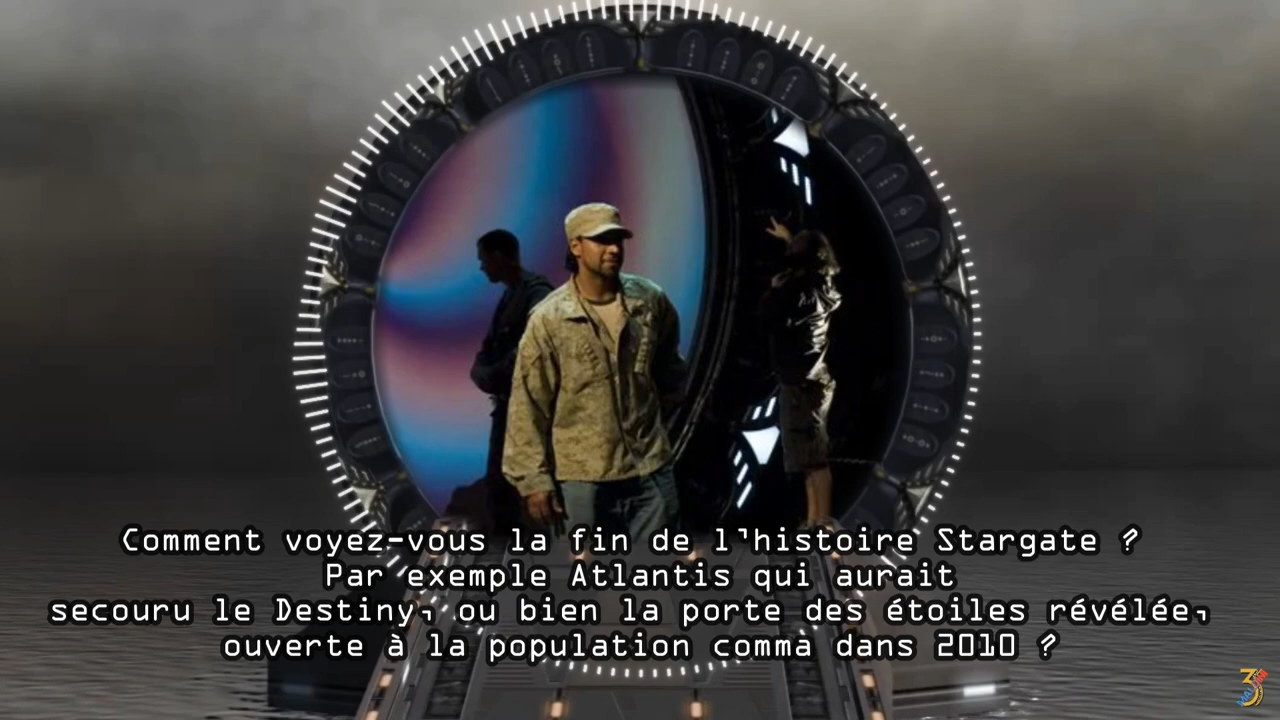 Comment voyez-vous la fin de l'histoire Stargate ?
Par exemple Atlantis qui aurait
secouru le Destiny, ou bien la porte des étoiles révélée,
ouverte à la population comma dans 2010 ?